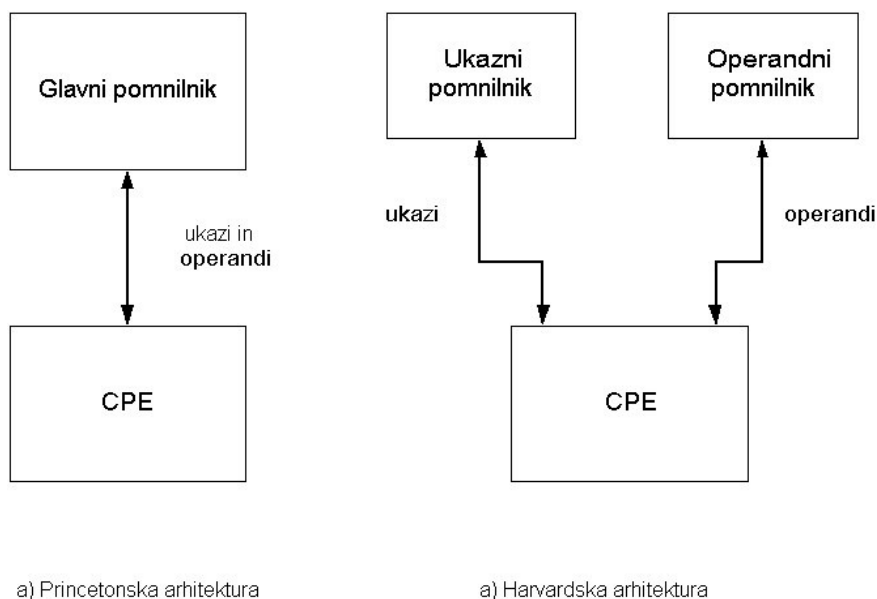 Glavni pomnilnik
ukazi in
operandi
CPE
a) Princetonska arhitektura
Ukazni
pomnilnik
Operandni
pomnilnik
ukazi
operandi
CPE
a) Harvardska arhitektura